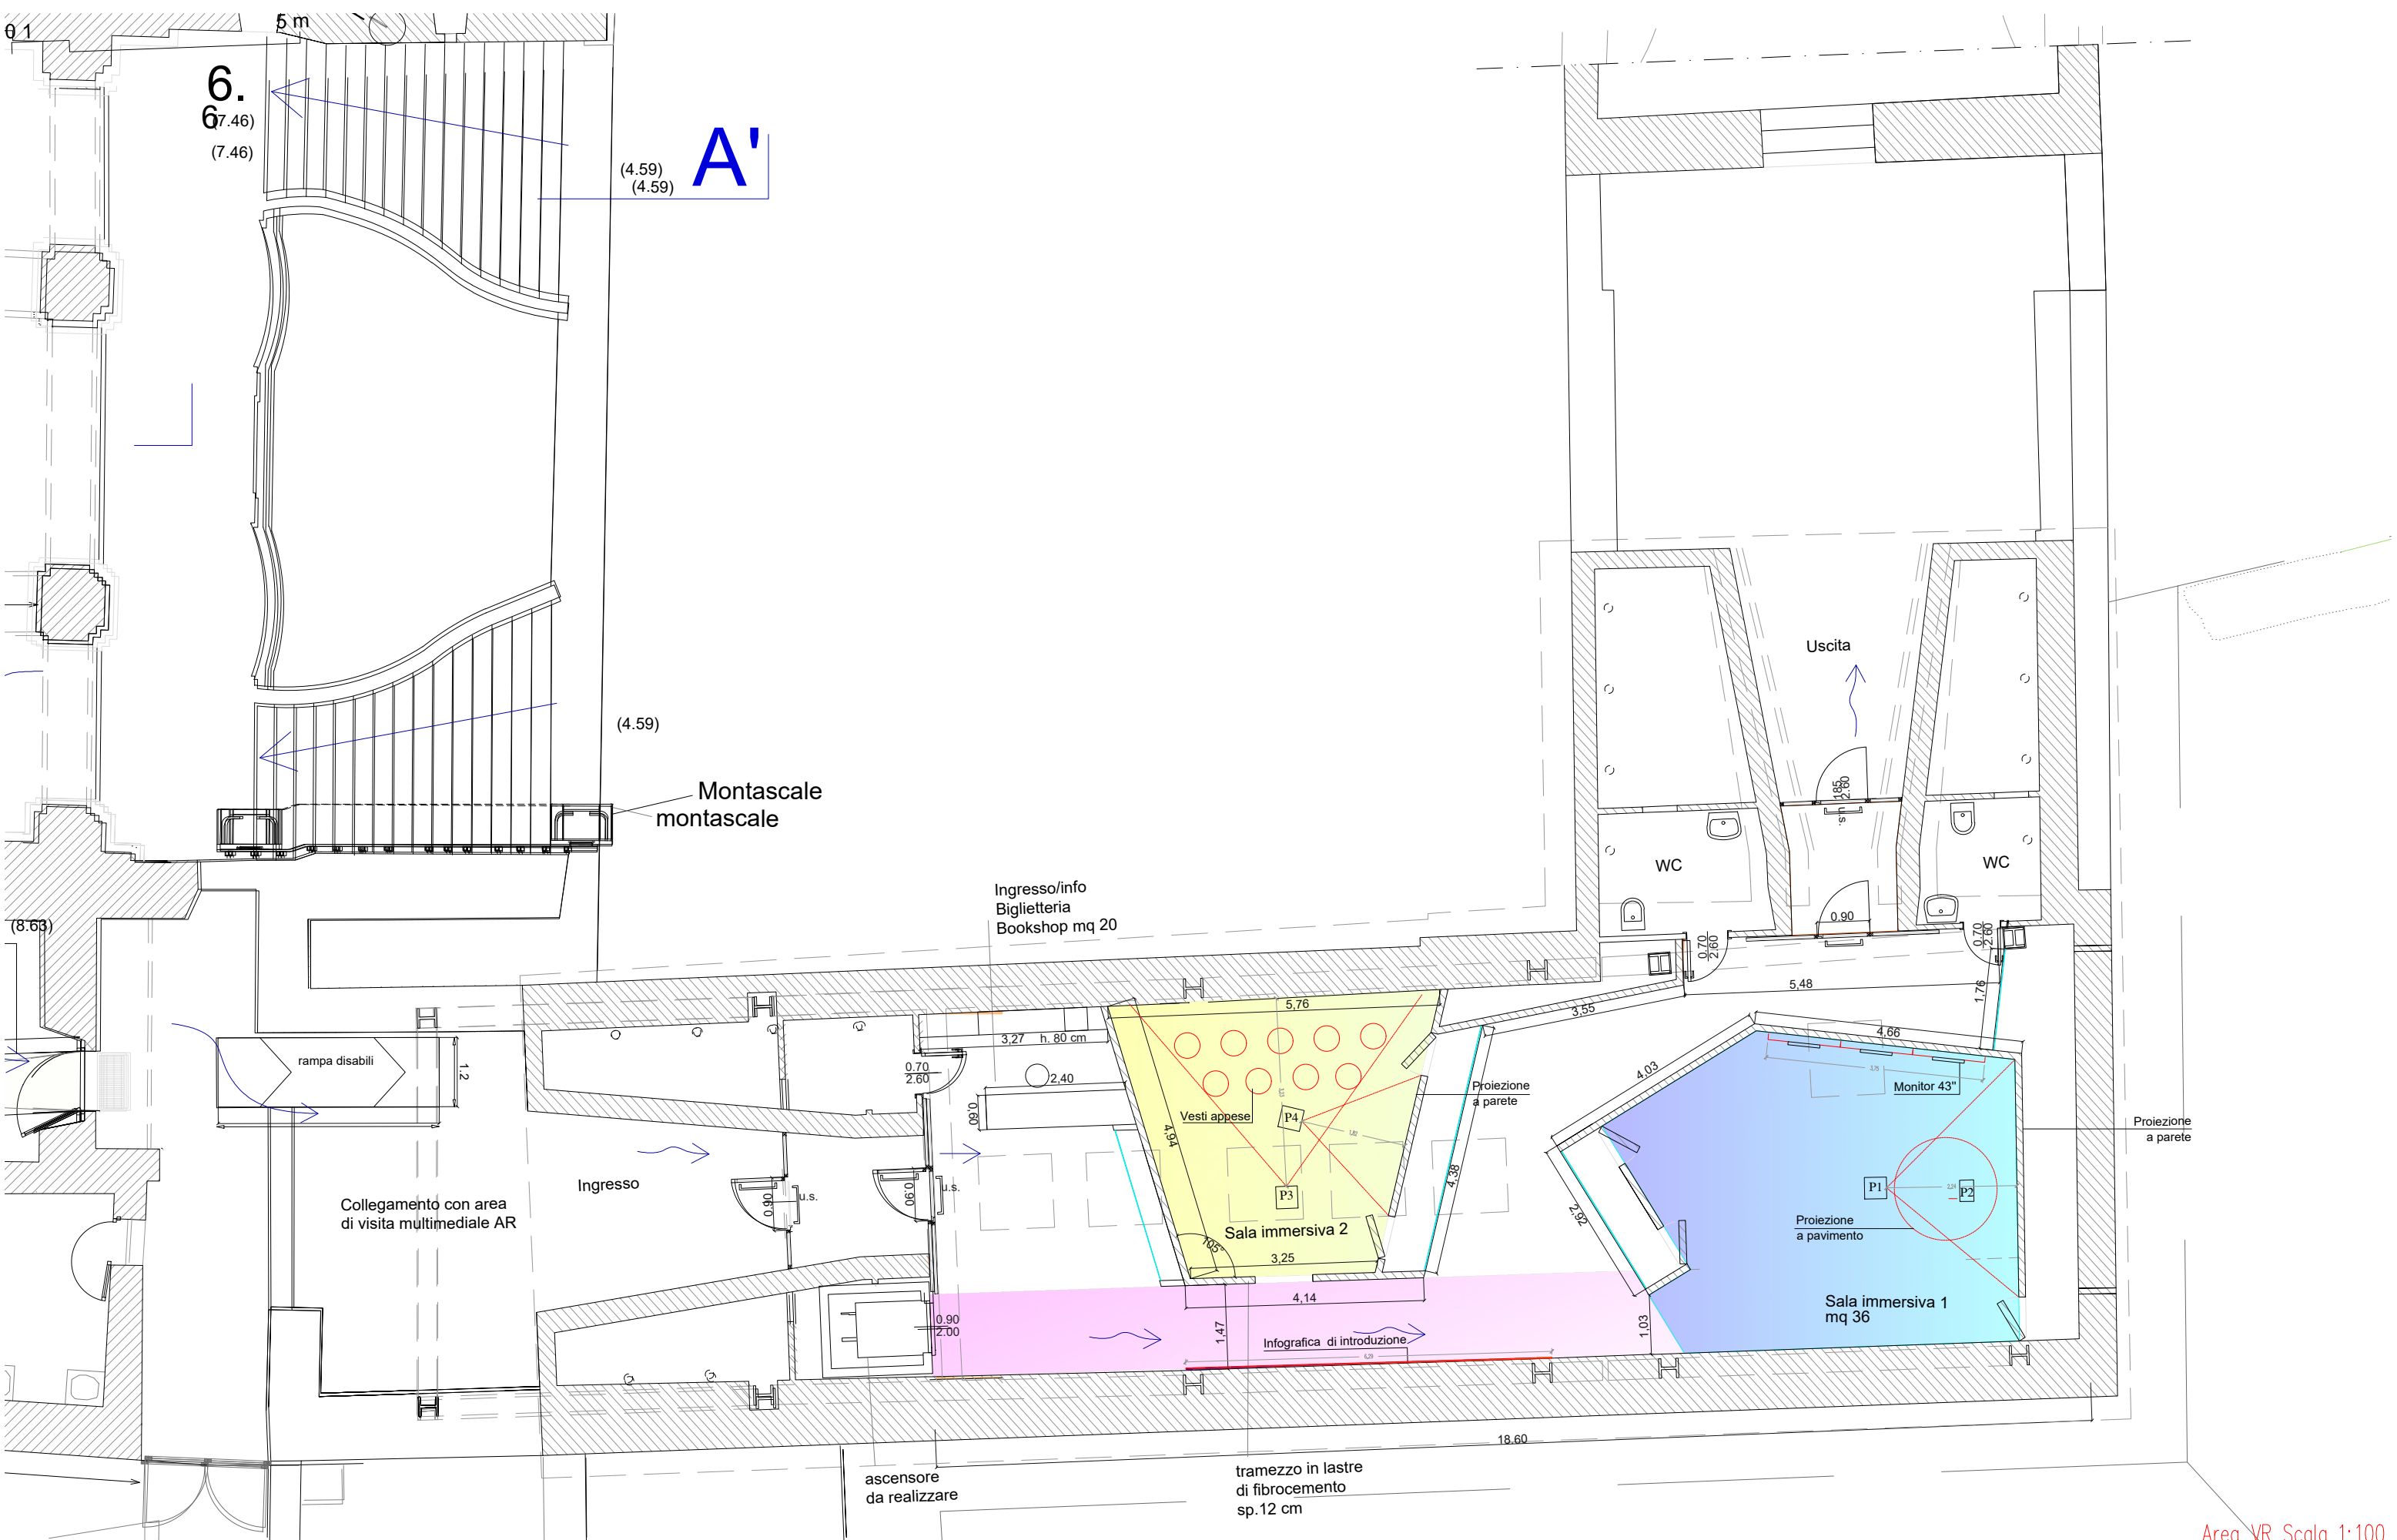 5 m
0 1
6.
6
(7.46)
(7.46)
A'
(4.59)
(4.59)
(4.59)
Montascale
montascale
Uscita
185
2.60
u.s.
WC
WC
0.90
0.70
2.60
0.70
2.60
(8.63)
Ingresso/info
Biglietteria
Bookshop mq 20
5,76
3,55
5,48
1,76
4,66
4,03
3,27
h. 80 cm
2,40
0,60
0.70
2.60
rampa disabili
1.2
Vesti appese
P4
Proiezione
a parete
Monitor 43"
Proiezione
a parete
4,94
4,38
P3
P1
P2
2,92
Ingresso
0.90
u.s.
0.90
u.s.
Collegamento con area
di visita multimediale AR
Sala immersiva 2
105°
3,25
Proiezione
a pavimento
Sala immersiva 1
mq 36
4,14
1,47
1,03
0.90
2.00
Infografica di introduzione
18.60
ascensore
da realizzare
tramezzo in lastre
di fibrocemento
sp.12 cm
Area VR Scala 1:100